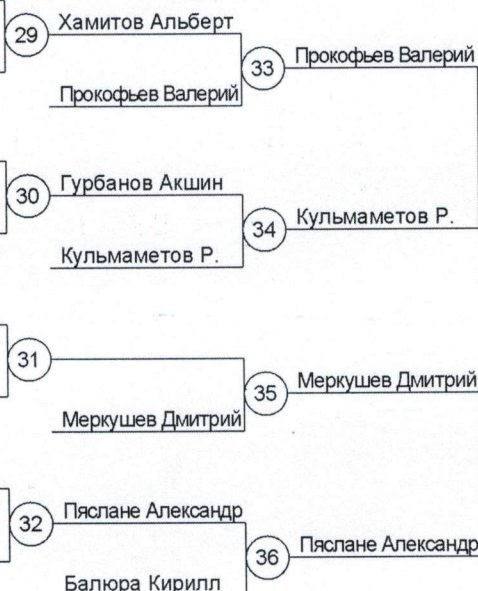 29
Хамитов Альберт
Прокофьев Валерий
33
Прокофьев Валерий
30
Гурбанов Акшин
Кульмаметов Р.
34
Кульмаметов Р.
31
Меркушев Дмитрий
35
Меркушев Дмитрий
32
Пяслане Александр
Балюра Кирилл
36
Пяслане Александр